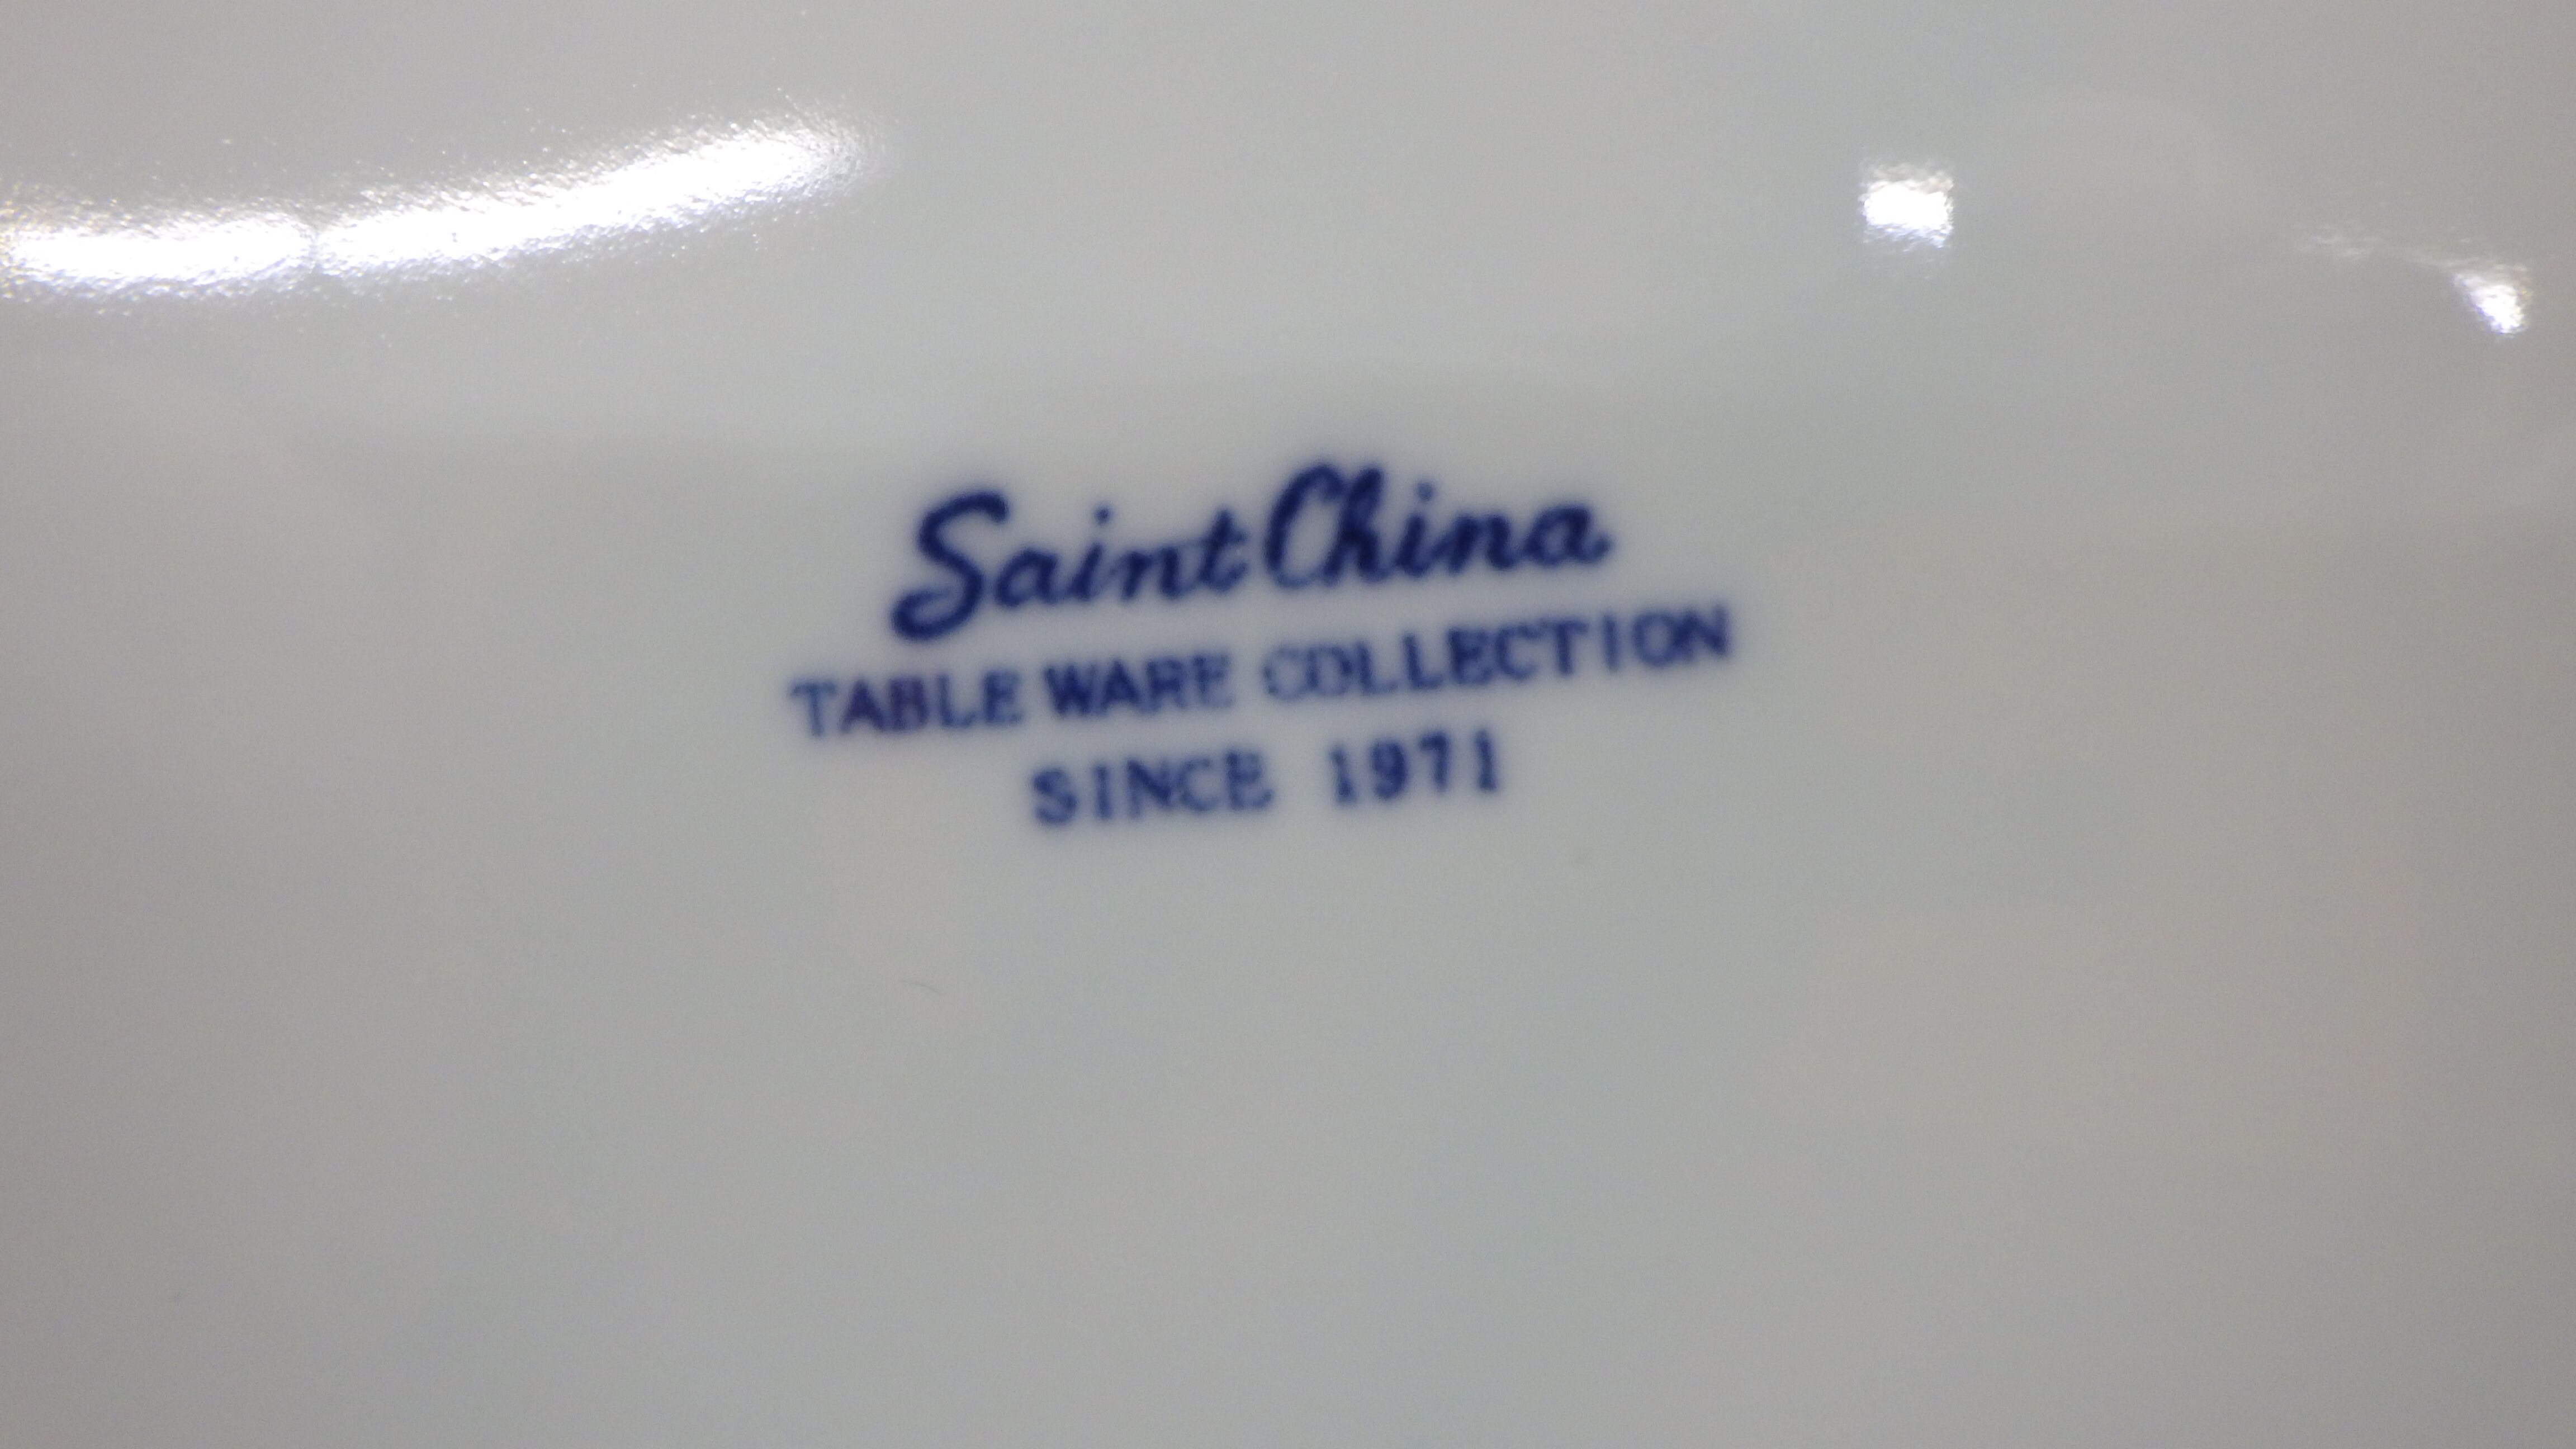 Saint China
TABLE WARE COLLECTION
SINCE 1971